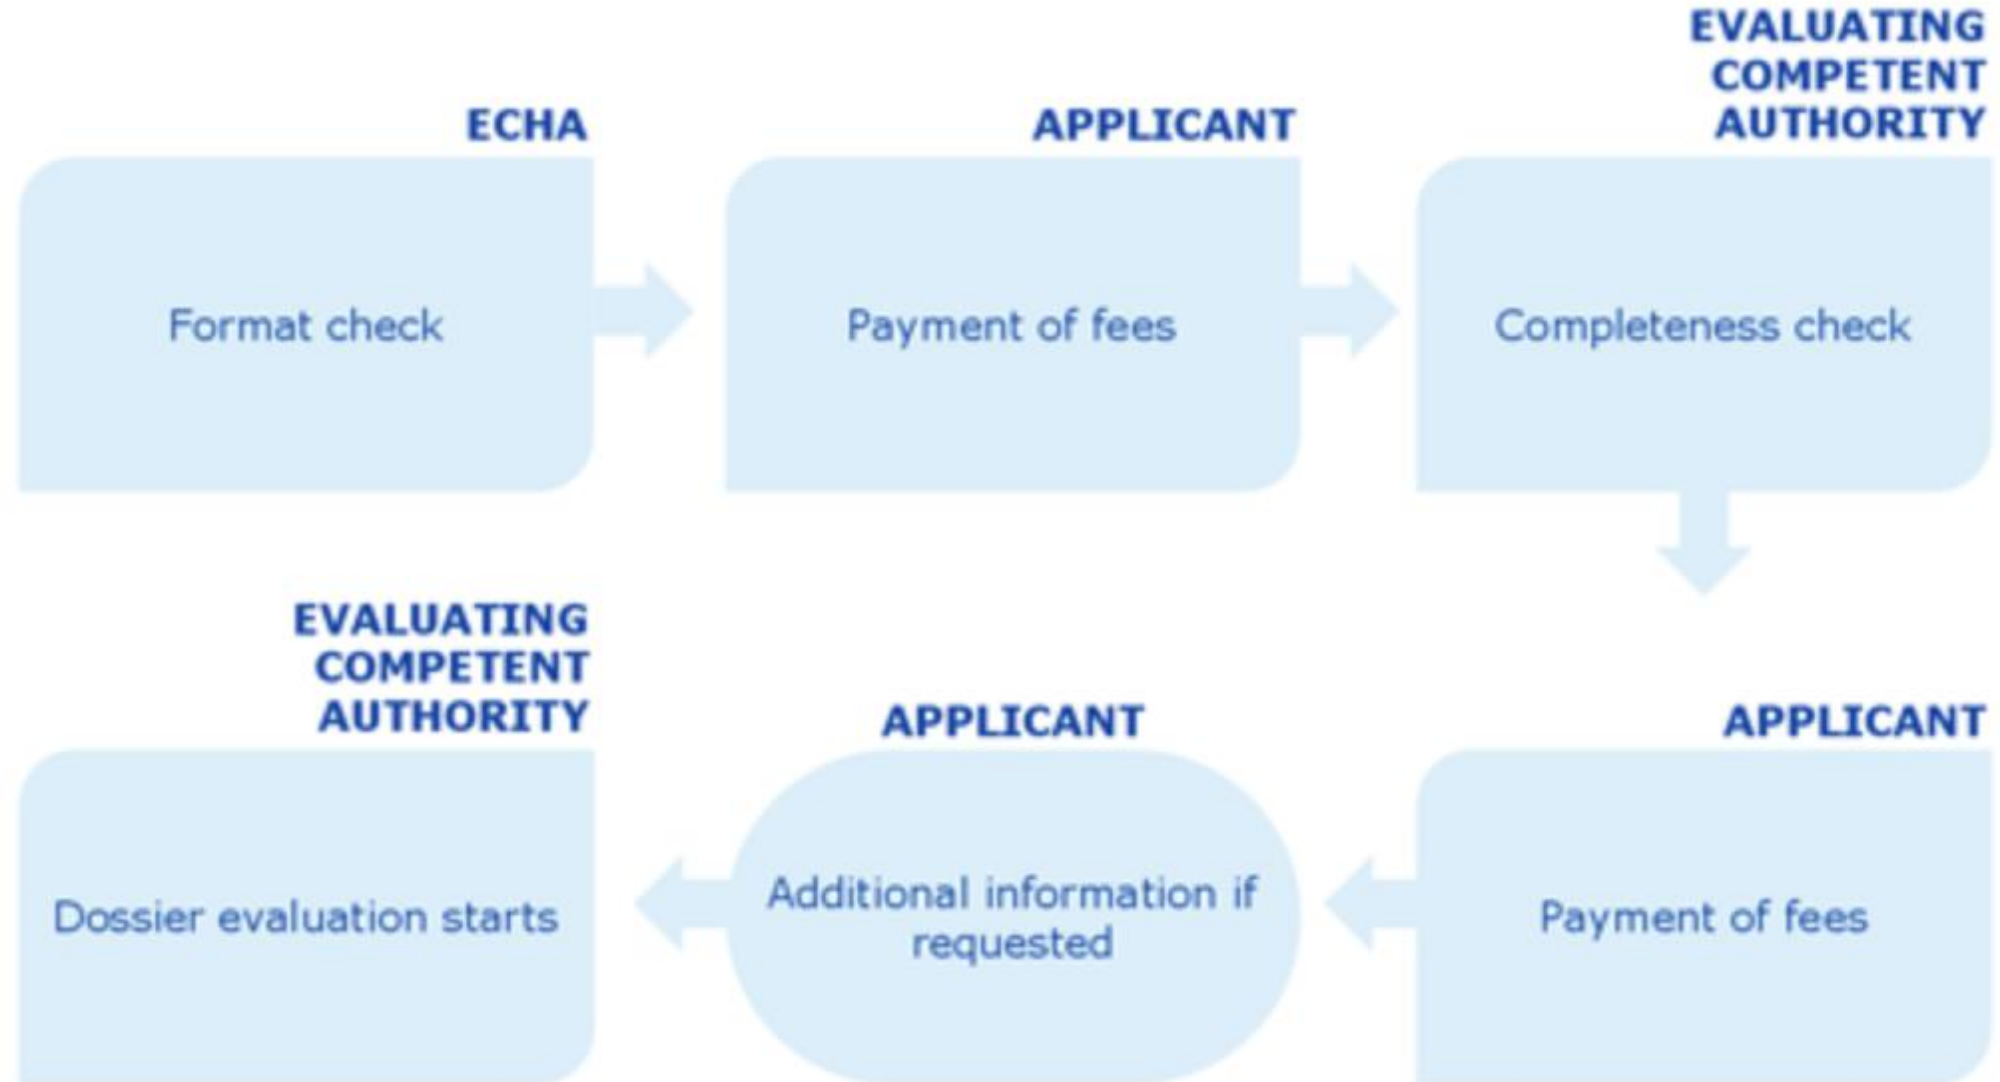 ECHA
Format check
APPLICANT
Payment of fees
EVALUATING
COMPETENT
AUTHORITY
Completeness check
APPLICANT
Payment of fees
APPLICANT
Additional information if
requested
EVALUATING
COMPETENT
AUTHORITY
Dossier evaluation starts